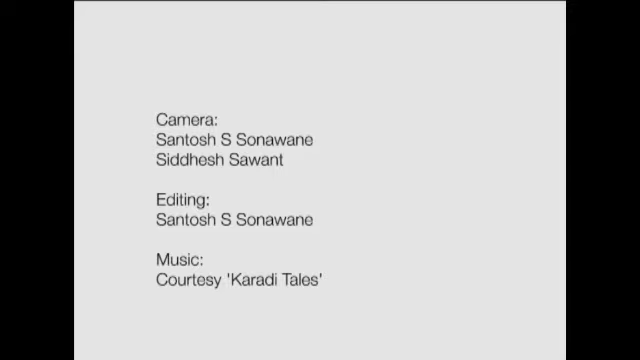 Camera:
Santosh S Sonawane
Siddhesh Sawant
Editing:
Santosh S Sonawane
Music:
Courtesy 'Karadi Tales'